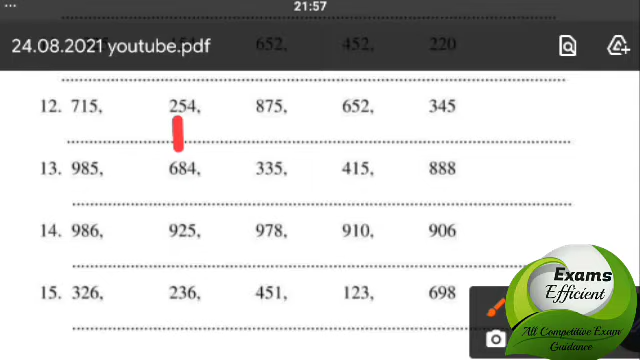 21:57
24.08.2021 youtube.pdf
652, 452, 220
12. 715, 254, 875, 652, 345
13. 985, 684, 335, 415, 888
14. 986, 925, 978, 910, 906
15. 326, 236, 451, 123, 698
Exams
Efficient
All Competitive Exam
Guidance